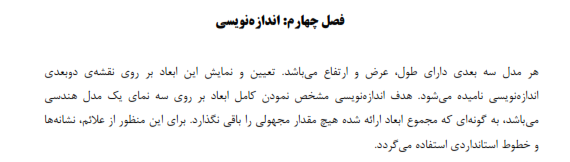 فصل چهارم: اندازه‌نویسی
هر مدل سه بعدی دارای طول، عرض و ارتفاع می‌باشد. تعیین و نمایش این ابعاد بر روی نقشه‌ی دوبعدی
اندازه‌نویسی نامیده می‌شود. هدف اندازه‌نویسی مشخص نمودن کامل ابعاد بر روی سه نمای یک مدل هندسی
می‌باشد، به گونه‌ای که مجموع ابعاد ارائه شده هیچ مقدار مجهولی را باقی نگذارد. برای این منظور از علائم، نشانه‌ها
و خطوط استانداردی استفاده می‌گردد.